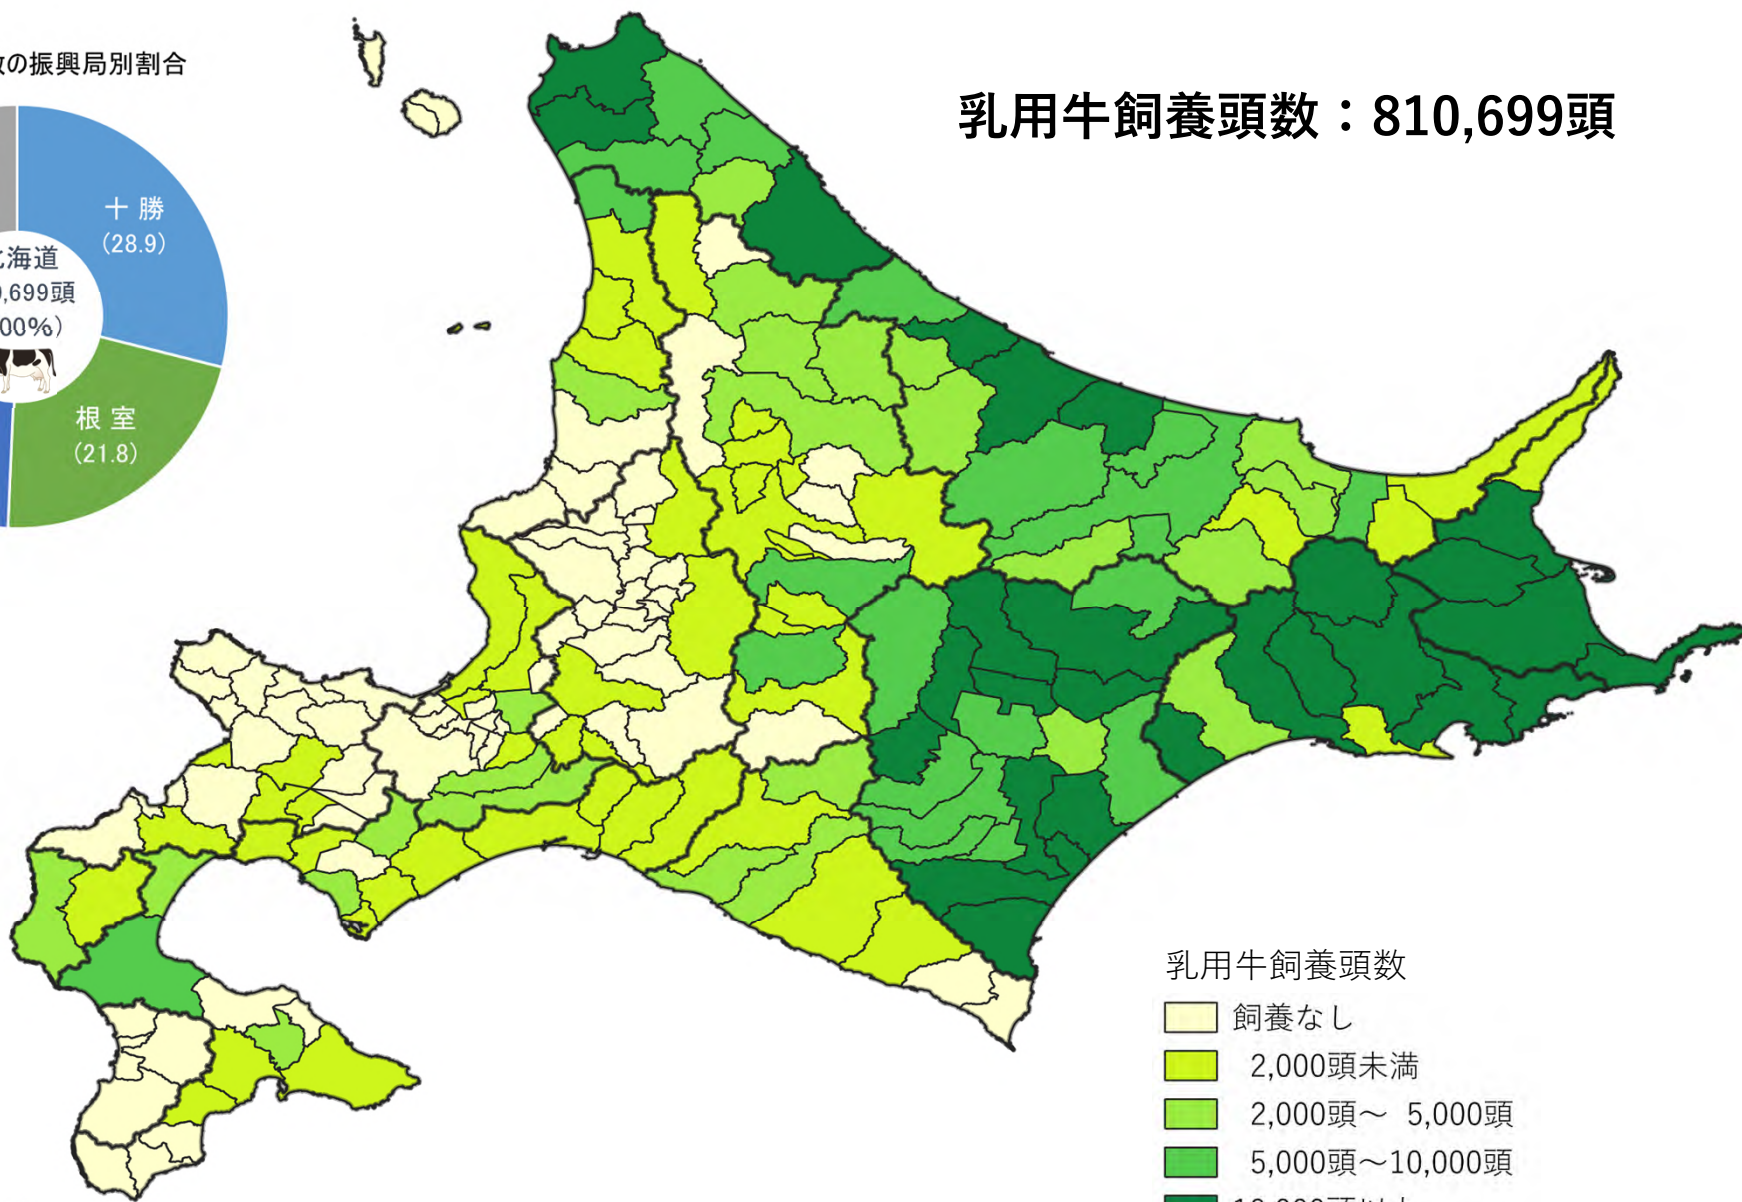 の振興局別割合
乳用牛飼養頭数：810,699頭
十 勝
(28.9)
海道
,699頭
00%)
根 室
(21.8)
乳用牛飼養頭数
飼養なし
2,000頭未満
2,000頭～ 5,000頭
5,000頭～10,000頭